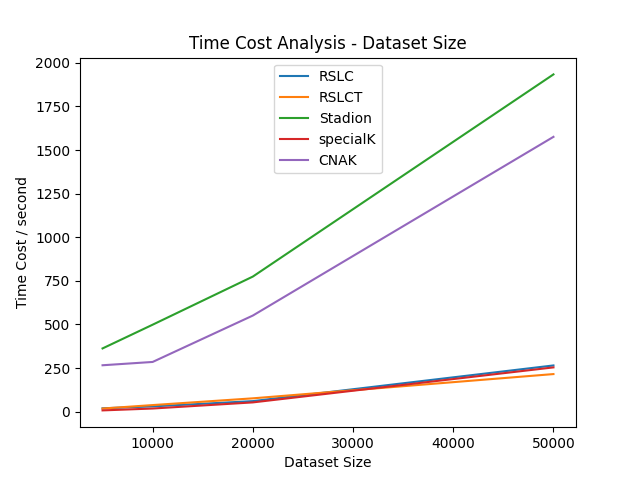 Time Cost Analysis - Dataset Size
RSLC
RSLCT
Stadion
specialK
CNAK
Time Cost / second
2000
1750
1500
1250
1000
750
500
250
0
10000
20000
30000
40000
50000
Dataset Size